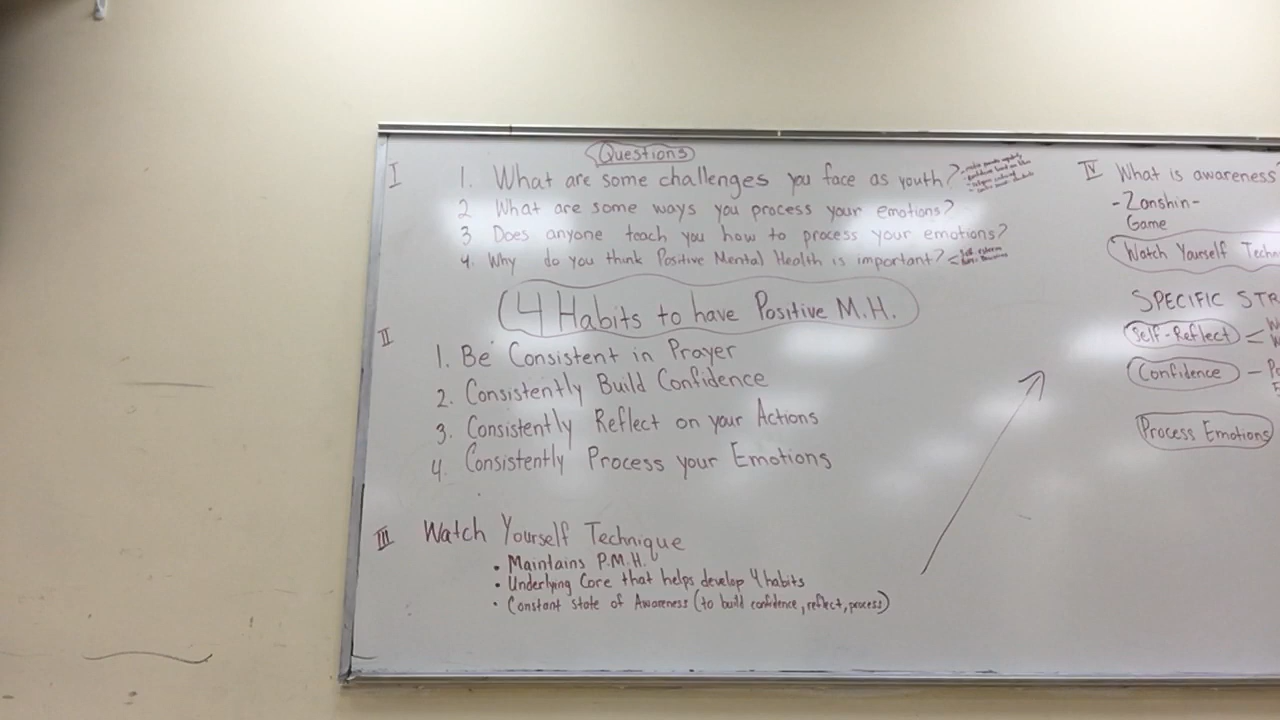 Questions
I
1. What are some challenges you face as youth?
2 What are some ways you process your emotions?
3 Does anyone teach you how to process your emotions?
4. Why do you think Positive Mental Health is important?
4 Habits to have Positive M.H.
II
1. Be Consistent in Prayer
2. Consistently Build Confidence
3. Consistently Reflect on your Actions
4. Consistently Process your Emotions
III Watch Yourself Technique
• Maintains P.M.H.
• Underlying Core that helps develop 4 habits
• Constant state of Awareness (to build confidence, reflect, process)
IV What is awareness
-Zanshin-
Game
Watch Yourself Techn
SPECIFIC STR
Self-Reflect
Confidence -
Process Emotions